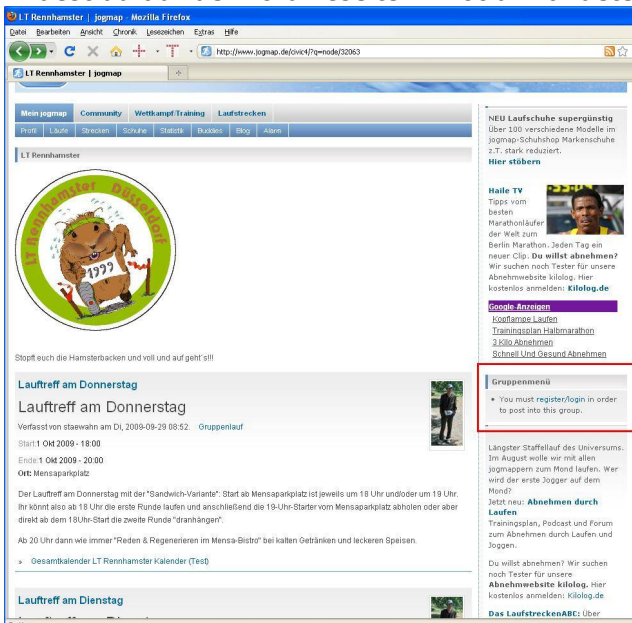 LT Rennhamster | jogmap - Mozilla Firefox
Datei Bearbeiten Ansicht Chronik Lesezeichen Extras Hilfe
http://www.jogmap.de/civic4/?q=node/32063
LT Rennhamster | jogmap
Mein jogmap Community Wettkampf/Training Laufstrecken
Profil Läufe Strecken Schuhe Statistik Buddies Blog Alarm
LT Rennhamster
LT Rennhamster Düsseldorf
1999
Stopft euch die Hamsterbacken und voll und auf geht´s!!!
Lauftreff am Donnerstag
Lauftreff am Donnerstag
Verfasst von staewahn am Di, 2009-09-29 08:52. Gruppenlauf
Start:1 Okt 2009 - 18:00
Ende:1 Okt 2009 - 20:00
Ort: Mensaparkplatz
Der Lauftreff am Donnerstag mit der "Sandwich-Variante": Start ab Mensaparkplatz ist jeweils um 18 Uhr und/oder um 19 Uhr.
Ihr könnt also ab 18 Uhr die erste Runde laufen und anschließend die 19-Uhr-Starter vom Mensaparkplatz abholen oder aber
direkt ab dem 18Uhr-Start die zweite Runde "dranhängen".
Ab 20 Uhr dann wie immer "Reden & Regenerieren im Mensa-Bistro" bei kalten Getränken und leckeren Speisen.
» Gesamtkalender LT Rennhamster Kalender (Test)
Lauftreff am Dienstag
NEU Laufschuhe supergünstig
Über 100 verschiedene Modelle im
jogmap-Schuhshop Markenschuhe
z.T. stark reduziert.
Hier stöbern
Haile TV
Tipps vom
besten
Marathonläufer
der Welt zum
Berlin Marathon. Jeden Tag ein
neuer Clip. Du willst abnehmen?
Wir suchen noch Tester für unsere
Abnehmwebsite kilolog. Hier
kostenlos anmelden: Kilolog.de
Google-Anzeigen
Kopflampe Laufen
Trainingsplan Halbmarathon
3 Kilo Abnehmen
Schnell Und Gesund Abnehmen
Gruppenmenü
• You must register/login in order
to post into this group.
Längster Staffellauf des Universums.
Im August wolle wir mit allen
jogmappern zum Mond laufen. Wer
wird der erste Jogger auf dem
Mond?
Jetzt neu: Abnehmen durch
Laufen
Trainingsplan, Podcast und Forum
zum Abnehmen durch Laufen und
Joggen.
Du willst abnehmen? Wir suchen
noch Tester für unsere
Abnehmwebsite kilolog. Hier
kostenlos anmelden: Kilolog.de
Das LaufstreckenABC: Über